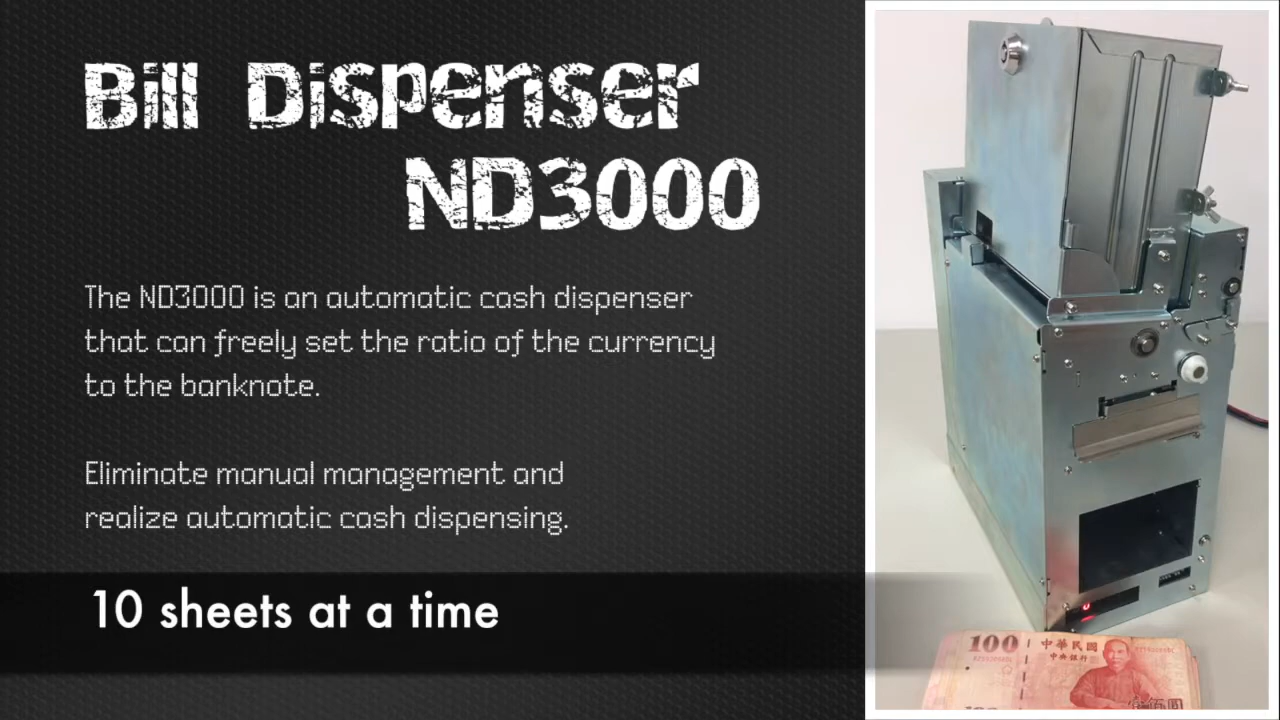 Bill Dispenser
ND3000
The ND3000 is an automatic cash dispenser
that can freely set the ratio of the currency
to the banknote.
Eliminate manual management and
realize automatic cash dispensing.
10 sheets at a time
100
中華民國
中央銀行